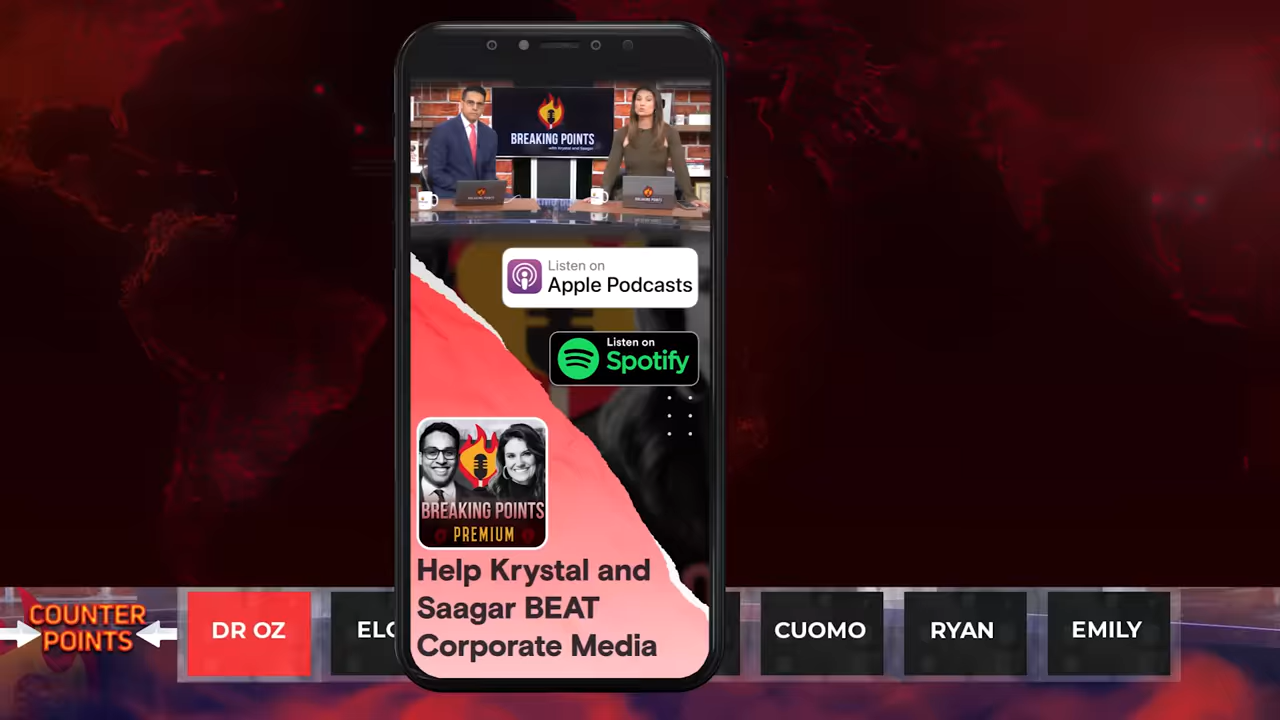 BREAKING POINTS
with Krystal and Saagar
Listen on
Apple Podcasts
Listen on
Spotify
BREAKING POINTS
PREMIUM
Help Krystal and
Saagar BEAT
Corporate Media
COUNTER
POINTS
DR OZ
CUOMO
RYAN
EMILY